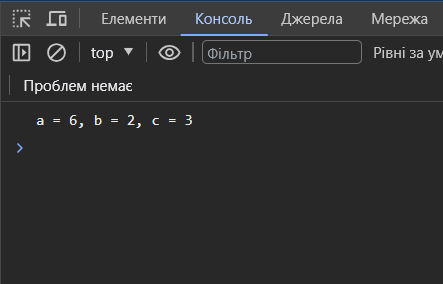 Елементи Консоль Джерела Мережа
top Фільтр Рівні за ум
Проблем немає
a = 6, b = 2, c = 3